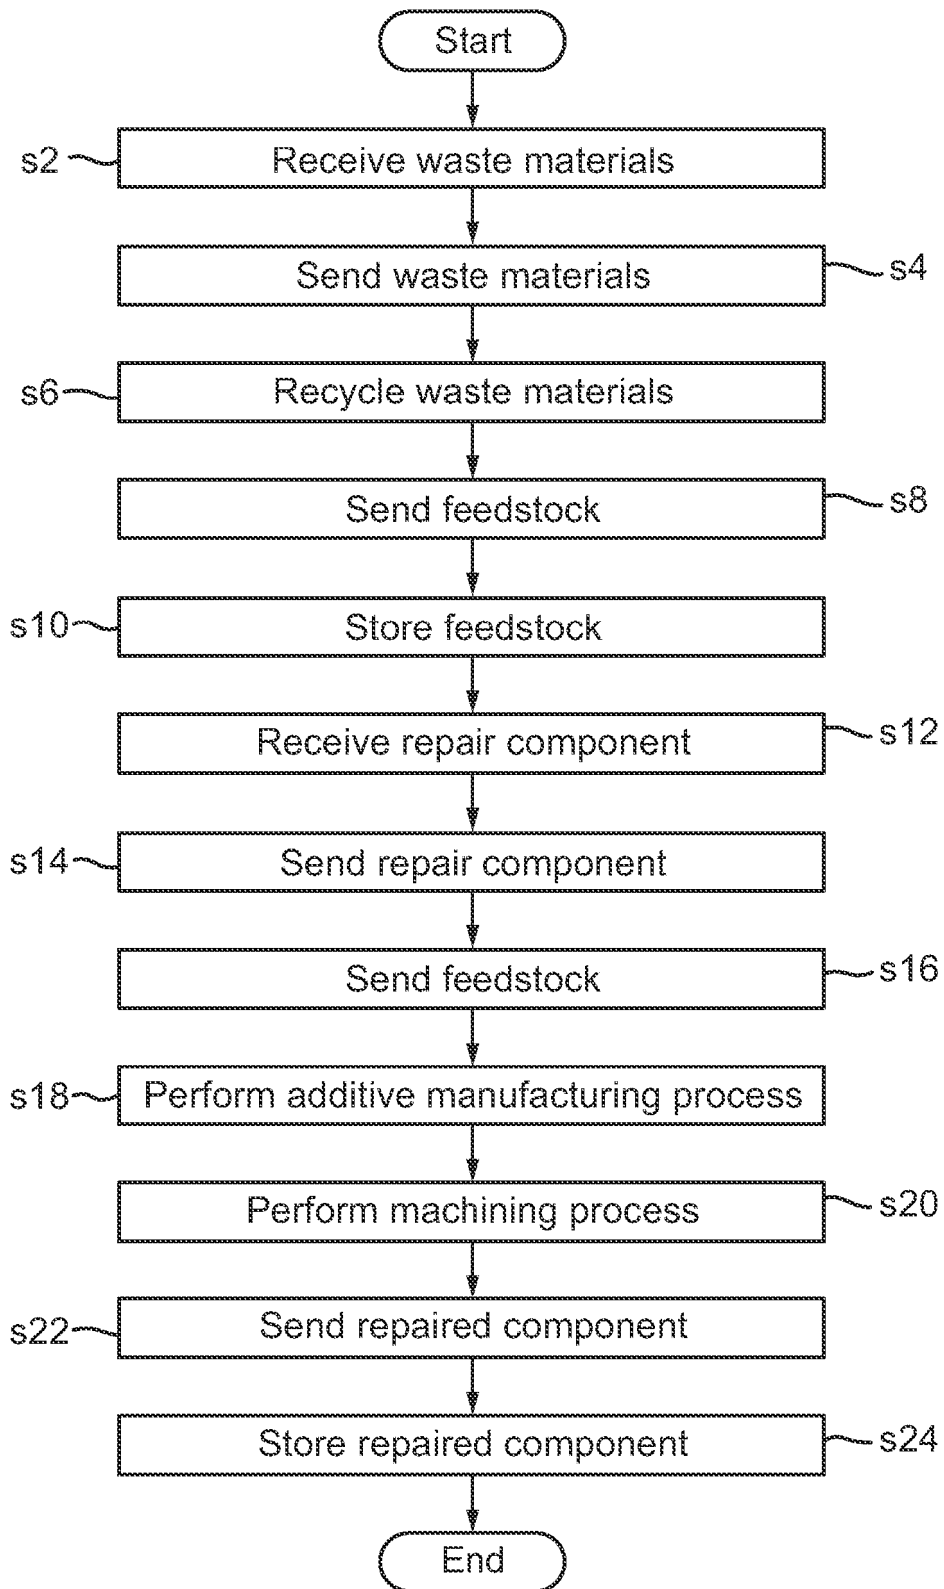 Start
s2 Receive waste materials
Send waste materials s4
s6 Recycle waste materials
Send feedstock s8
s10 Store feedstock
Receive repair component s12
s14 Send repair component
Send feedstock s16
s18 Perform additive manufacturing process
Perform machining process s20
s22 Send repaired component
Store repaired component s24
End